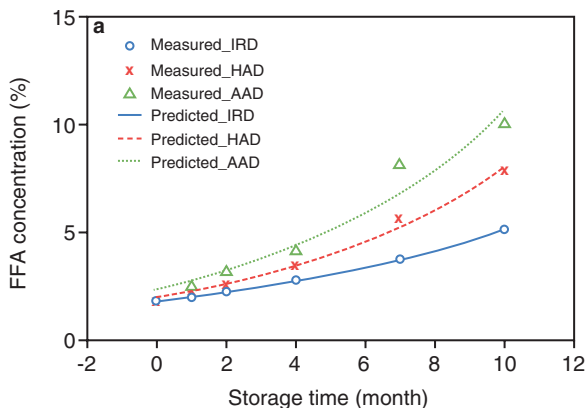 a
Measured_IRD
Measured_HAD
Measured_AAD
Predicted_IRD
Predicted_HAD
Predicted_AAD
FFA concentration (%)
15
10
5
0
-2 0 2 4 6 8 10 12
Storage time (month)